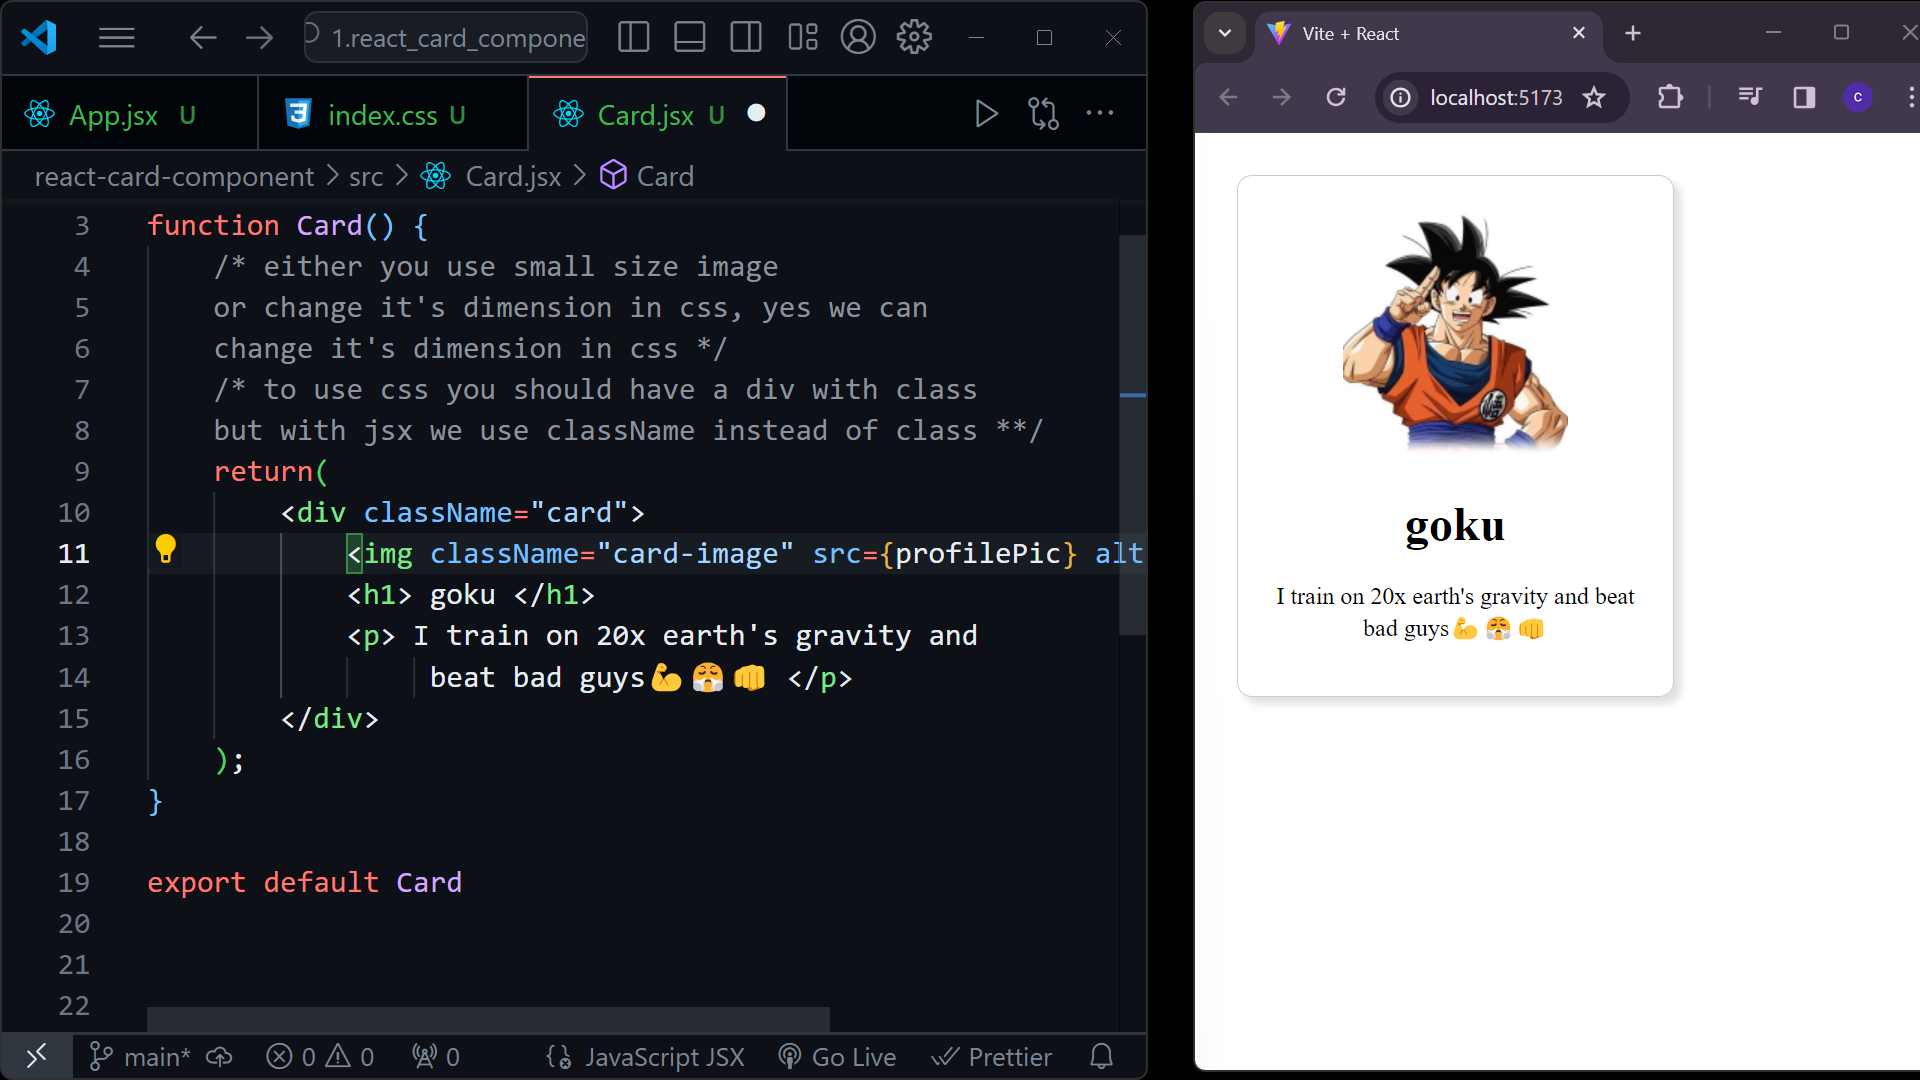 1.react_card_compone
App.jsx U
index.css U
Card.jsx U
react-card-component > src > Card.jsx > Card
3 function Card() {
4 /* either you use small size image
5 or change it's dimension in css, yes we can
6 change it's dimension in css */
7 /* to use css you should have a div with class
8 but with jsx we use className instead of class **/
9 return(
10 <div className="card">
11 <img className="card-image" src={profilePic} alt
12 <h1> goku </h1>
13 <p> I train on 20x earth's gravity and
14 beat bad guys💪😤👊 </p>
15 </div>
16 );
17 }
18
19 export default Card
20
21
22
main* 0 0 0 JavaScript JSX Go Live Prettier
Vite + React
localhost:5173
c
goku
I train on 20x earth's gravity and beat
bad guys💪😤👊